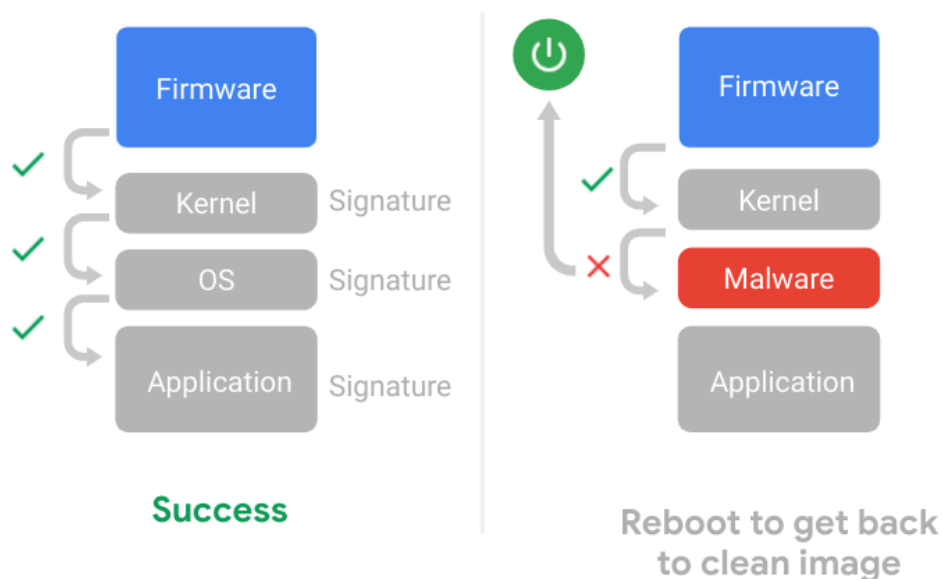 Firmware
Kernel
Signature
OS
Signature
Application
Signature
Success
Firmware
Kernel
Malware
Application
Reboot to get back
to clean image